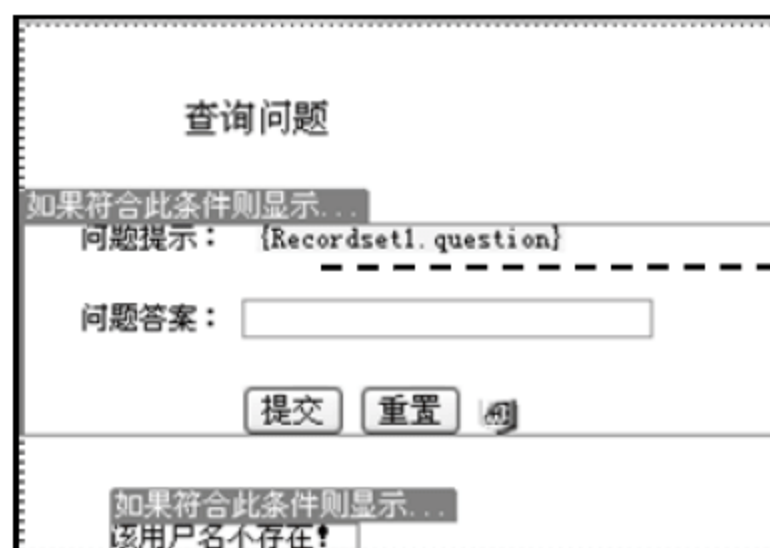 查询问题
如果符合此条件则显示...
问题提示： {Recordset1.question}
问题答案：
提交 重置
如果符合此条件则显示...
该用户名不存在！